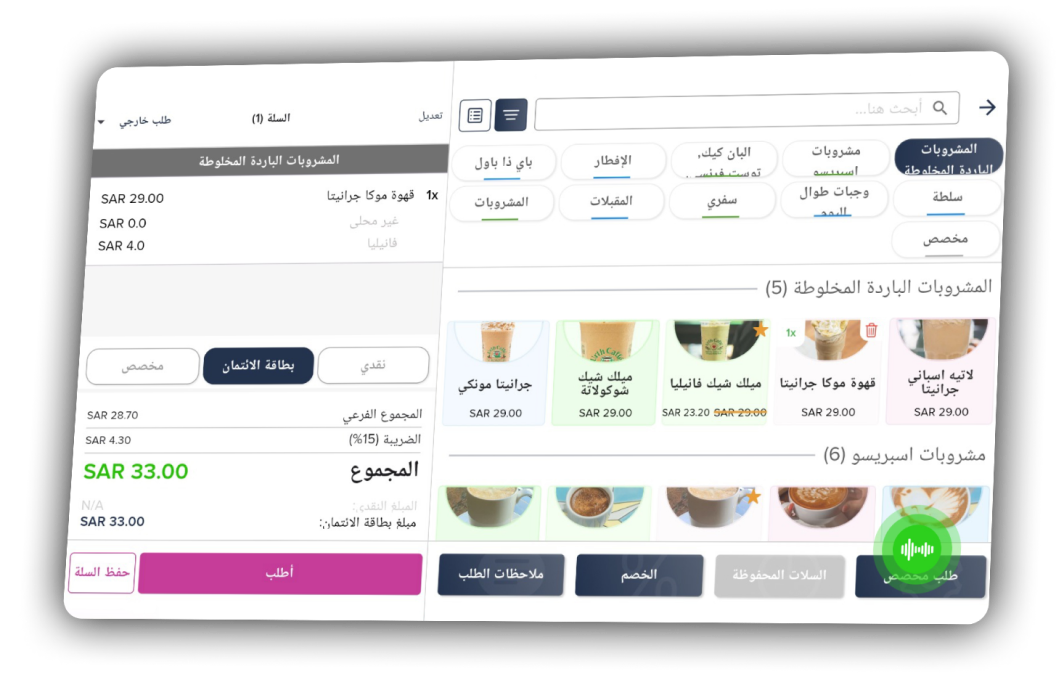 أبحث هنا...
المشروبات
الباردة المخلوطة
مشروبات
اسبريسو
البان كيك,
توست فرنسي,
الإفطار
باي ذا باول
سلطة
وجبات طوال
اليوم
سفري
المقبلات
المشروبات
مخصص
المشروبات الباردة المخلوطة (5)
لاتيه اسباني
جرانيتا
SAR 29.00
1x
قهوة موكا جرانيتا
SAR 29.00
ميلك شيك فانيليا
SAR 23.20 SAR 29.00
ميلك شيك
شوكولاتة
SAR 29.00
جرانيتا مونكي
SAR 29.00
مشروبات اسبريسو (6)
طلب مخصص
السلات المحفوظة
الخصم
ملاحظات الطلب
تعديل
السلة (1)
طلب خارجي
المشروبات الباردة المخلوطة
1x قهوة موكا جرانيتا SAR 29.00
غير محلى SAR 0.0
فانيليا SAR 4.0
نقدي
بطاقة الائتمان
مخصص
المجموع الفرعي SAR 28.70
الضريبة (15%) SAR 4.30
المجموع SAR 33.00
المبلغ النقدي: N/A
مبلغ بطاقة الائتمان: SAR 33.00
أطلب
حفظ السلة